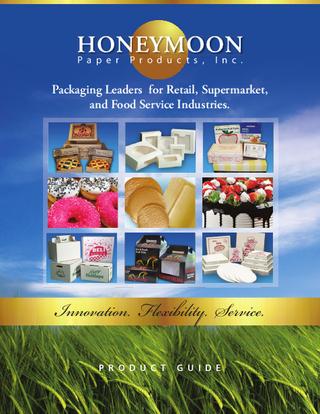 HONEYMOON
Paper Products, Inc.
Packaging Leaders for Retail, Supermarket,
and Food Service Industries.
Innovation. Flexibility. Service.
PRODUCT GUIDE